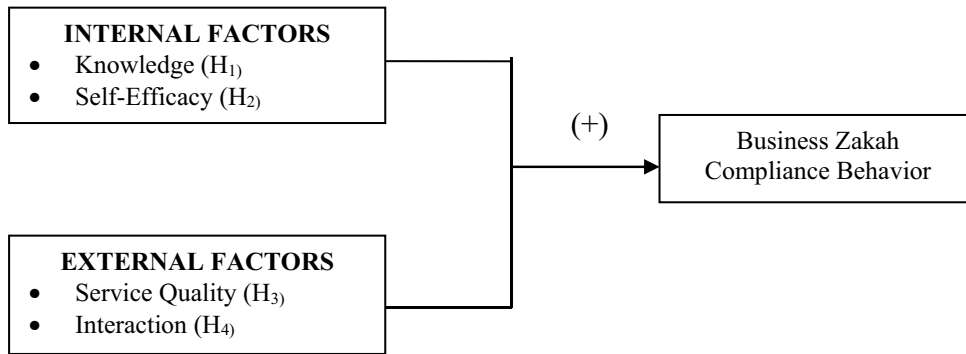 INTERNAL FACTORS
• Knowledge (H₁)
• Self-Efficacy (H₂)
(+)
Business Zakah
Compliance Behavior
EXTERNAL FACTORS
• Service Quality (H₃)
• Interaction (H₄)